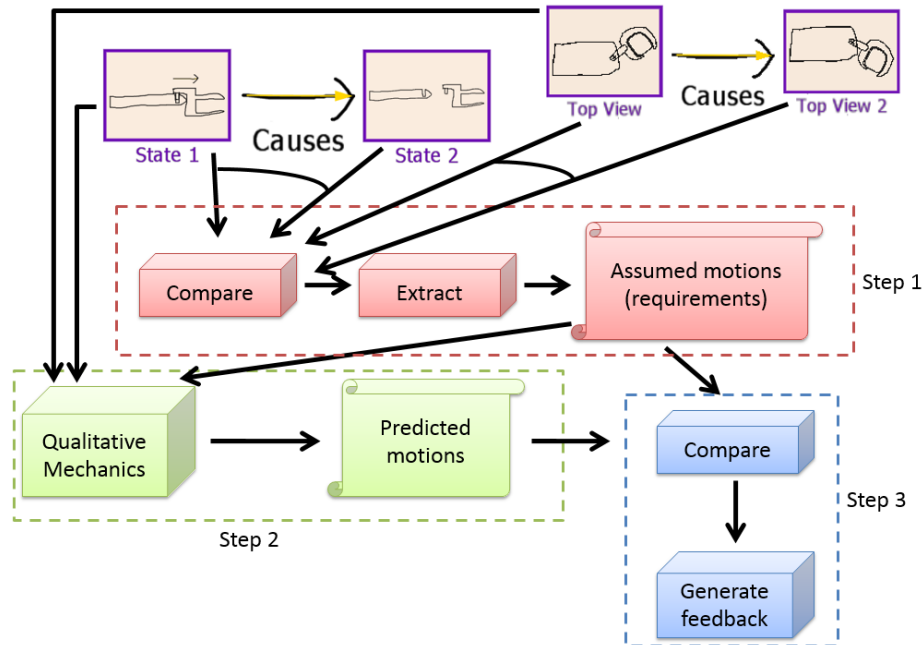 State 1
Causes
State 2
Top View
Causes
Top View 2
Compare
Extract
Assumed motions
(requirements)
Step 1
Qualitative
Mechanics
Predicted
motions
Step 2
Compare
Step 3
Generate
feedback